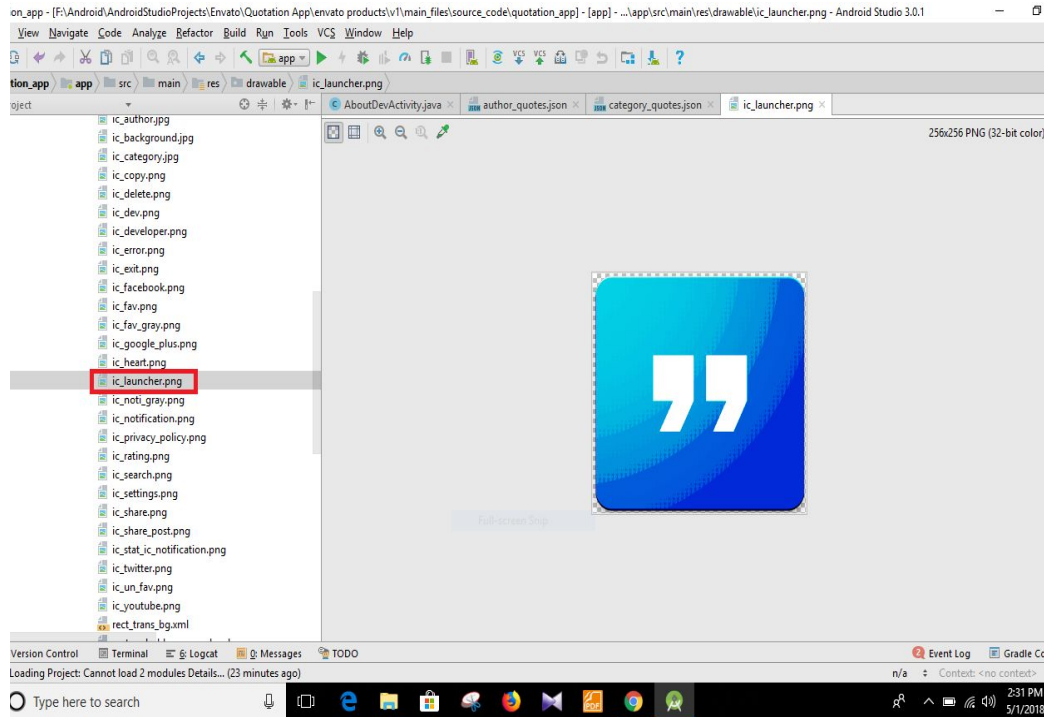 on_app - [F:\Android\AndroidStudioProjects\Envato\Quotation App\envato products\v1\main_files\source_code\quotation_app] - [app] - ...\app\src\main\res\drawable\ic_launcher.png - Android Studio 3.0.1
View Navigate Code Analyze Refactor Build Run Tools VCS Window Help
app
VCS VCS
tion_app app src main res drawable ic_launcher.png
roject
AboutDevActivity.java author_quotes.json category_quotes.json ic_launcher.png
256x256 PNG (32-bit color)
ic_author.jpg
ic_background.jpg
ic_category.jpg
ic_copy.png
ic_delete.png
ic_dev.png
ic_developer.png
ic_error.png
ic_exit.png
ic_facebook.png
ic_fav.png
ic_fav_gray.png
ic_google_plus.png
ic_heart.png
ic_launcher.png
ic_noti_gray.png
ic_notification.png
ic_privacy_policy.png
ic_rating.png
ic_search.png
ic_settings.png
ic_share.png
Full-screen Snip
ic_share_post.png
ic_stat_ic_notification.png
ic_twitter.png
ic_un_fav.png
ic_youtube.png
rect_trans_bg.xml
Version Control Terminal 6: Logcat 0: Messages TODO 2 Event Log Gradle Co
Loading Project: Cannot load 2 modules Details... (23 minutes ago) n/a Context: <no context>
Type here to search
PDF
2:31 PM
5/1/2018